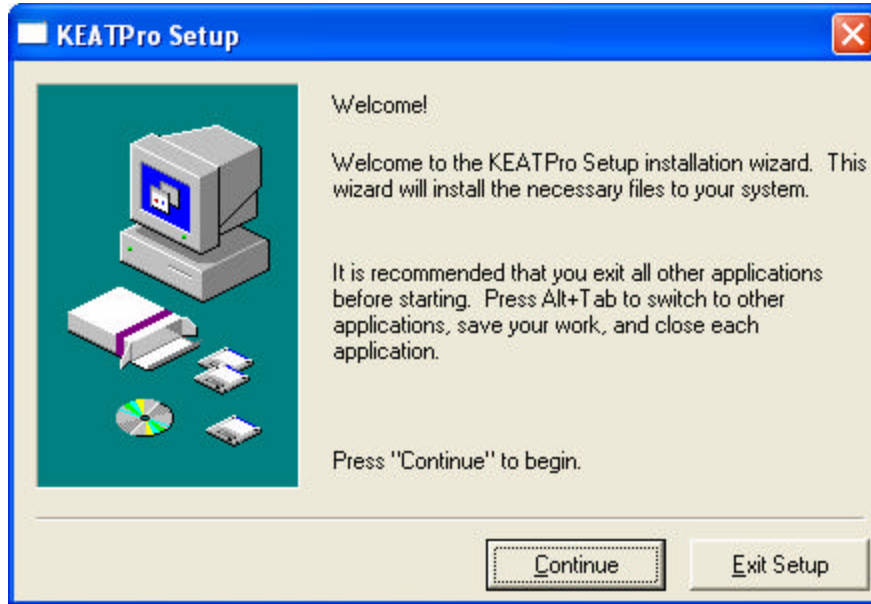 KEATPro Setup
Welcome!
Welcome to the KEATPro Setup installation wizard. This
wizard will install the necessary files to your system.
It is recommended that you exit all other applications
before starting. Press Alt+Tab to switch to other
applications, save your work, and close each
application.
Press "Continue" to begin.
Continue
Exit Setup